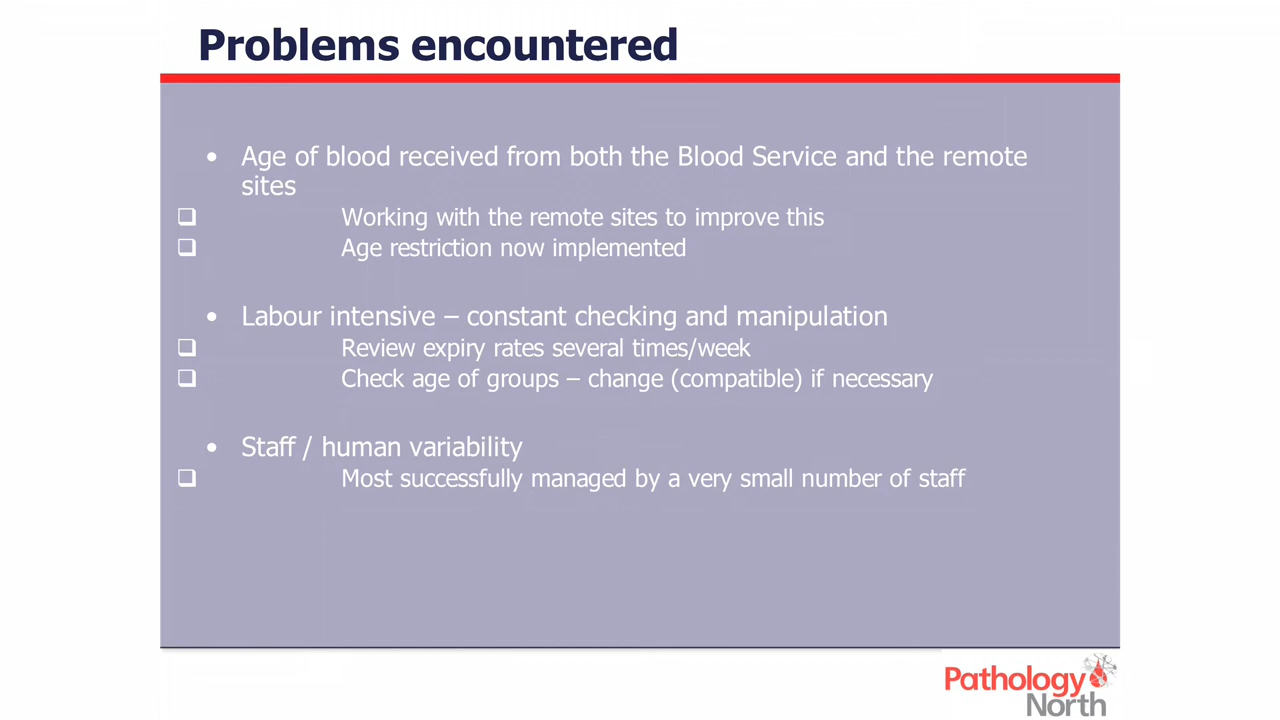 Problems encountered
• Age of blood received from both the Blood Service and the remote
sites
❑ Working with the remote sites to improve this
❑ Age restriction now implemented
• Labour intensive – constant checking and manipulation
❑ Review expiry rates several times/week
❑ Check age of groups – change (compatible) if necessary
• Staff / human variability
❑ Most successfully managed by a very small number of staff
Pathology
North